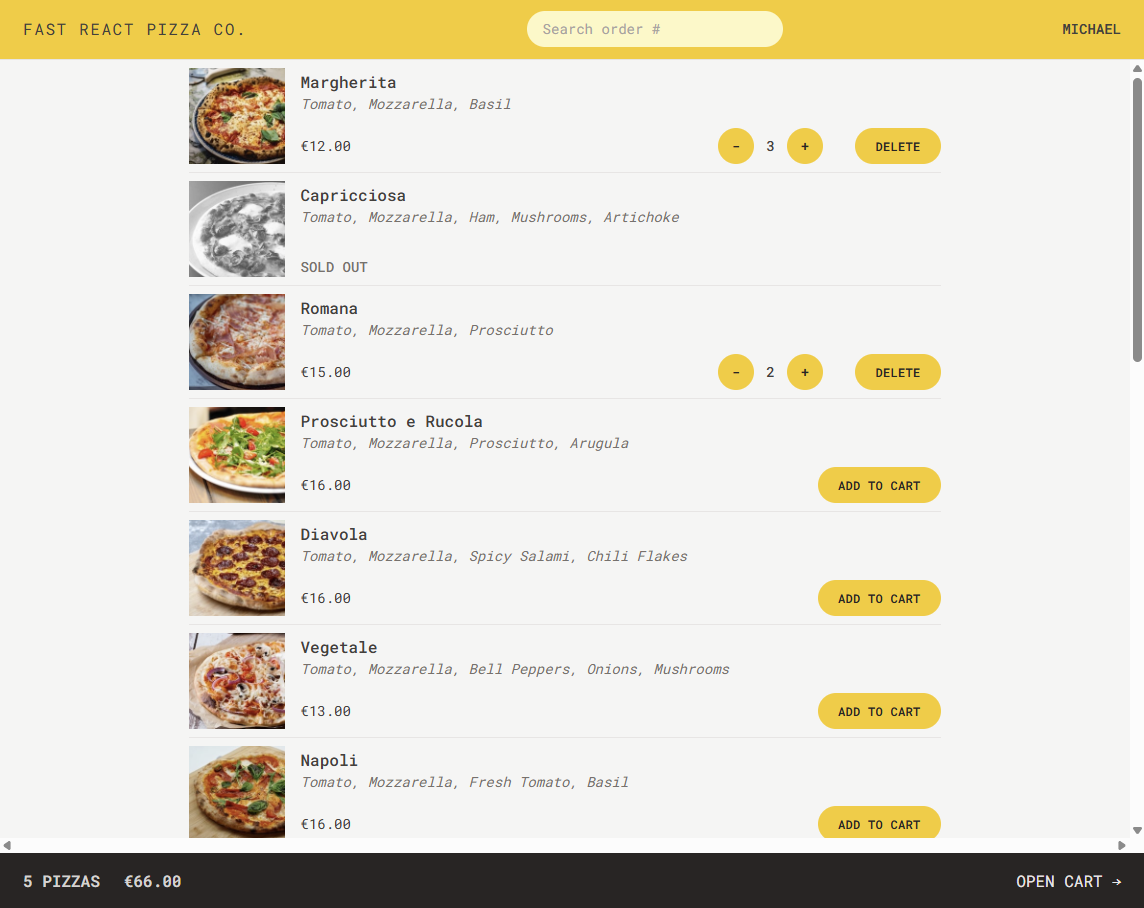 FAST REACT PIZZA CO.
Search order #
MICHAEL
Margherita
Tomato, Mozzarella, Basil
€12.00
- 3 + DELETE
Capricciosa
Tomato, Mozzarella, Ham, Mushrooms, Artichoke
SOLD OUT
Romana
Tomato, Mozzarella, Prosciutto
€15.00
- 2 + DELETE
Prosciutto e Rucola
Tomato, Mozzarella, Prosciutto, Arugula
€16.00
ADD TO CART
Diavola
Tomato, Mozzarella, Spicy Salami, Chili Flakes
€16.00
ADD TO CART
Vegetale
Tomato, Mozzarella, Bell Peppers, Onions, Mushrooms
€13.00
ADD TO CART
Napoli
Tomato, Mozzarella, Fresh Tomato, Basil
€16.00
ADD TO CART
5 PIZZAS €66.00
OPEN CART →